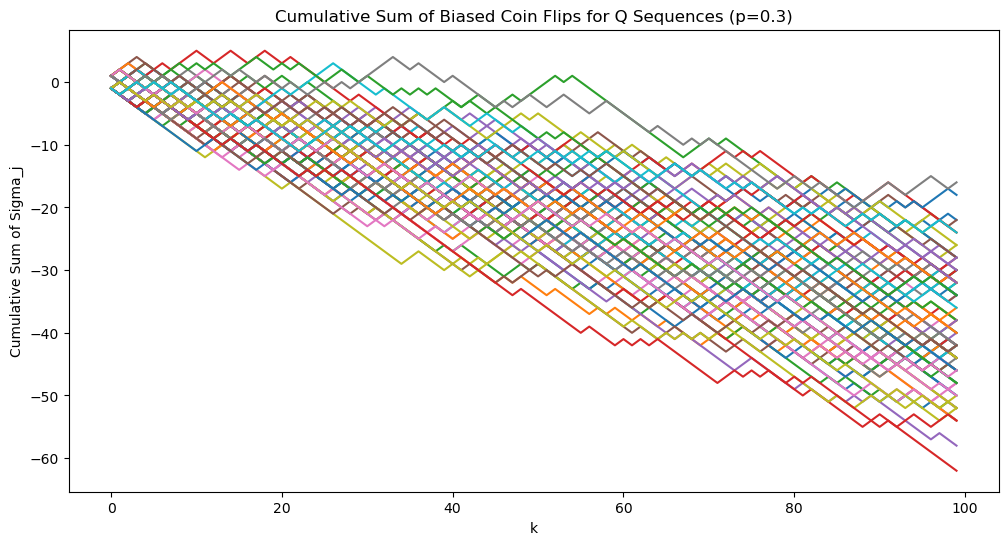 Cumulative Sum of Biased Coin Flips for Q Sequences (p=0.3)
Cumulative Sum of Sigma_j
0
−10
−20
−30
−40
−50
−60
0 20 40 60 80 100
k